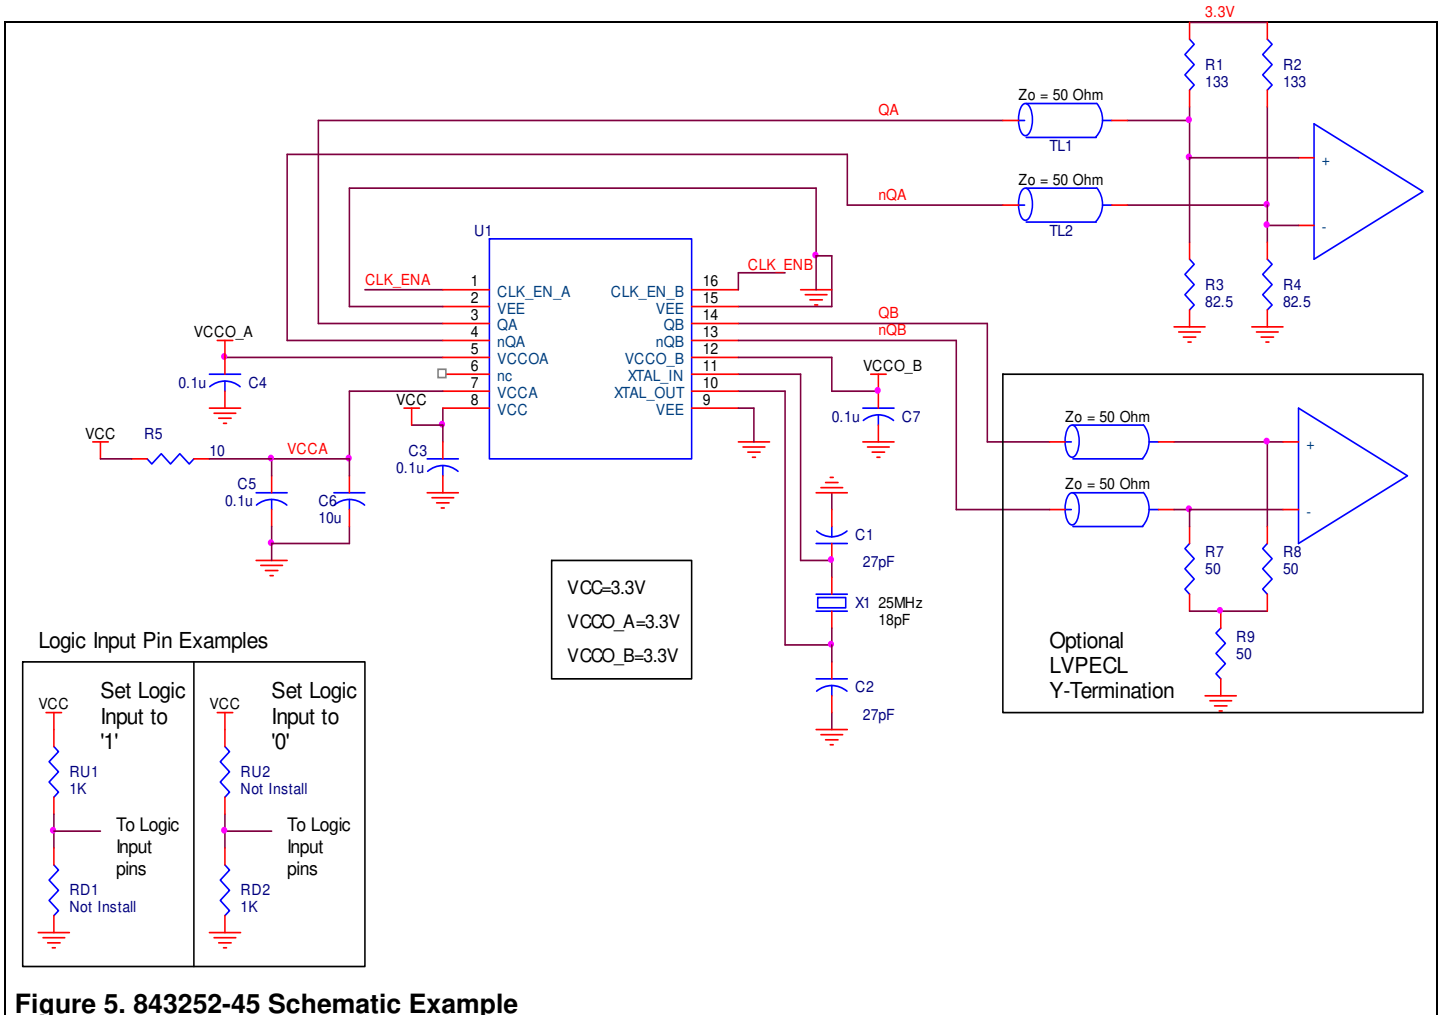 3.3V
R1
133
R2
133
Zo = 50 Ohm
QA
TL1
Zo = 50 Ohm
nQA
TL2
+
-
R3
82.5
R4
82.5
U1
CLK_ENA
1
2
3
4
5
6
7
8
CLK_EN_A
VEE
QA
nQA
VCCOA
nc
VCCA
VCC
CLK_EN_B
VEE
QB
nQB
VCCO_B
XTAL_IN
XTAL_OUT
VEE
16
15
14
13
12
11
10
9
CLK_ENB
QB
nQB
VCCO_A
0.1u
C4
VCC
R5
10
VCCA
C5
0.1u
C6
10u
VCC
C3
0.1u
VCCO_B
0.1u
C7
C1
27pF
X1
25MHz
18pF
C2
27pF
VCC=3.3V
VCCO_A=3.3V
VCCO_B=3.3V
Zo = 50 Ohm
Zo = 50 Ohm
+
-
R7
50
R8
50
R9
50
Optional
LVPECL
Y-Termination
Logic Input Pin Examples
VCC
Set Logic
Input to
'1'
RU1
1K
To Logic
Input
pins
RD1
Not Install
VCC
Set Logic
Input to
'0'
RU2
Not Install
To Logic
Input
pins
RD2
1K
Figure 5. 843252-45 Schematic Example